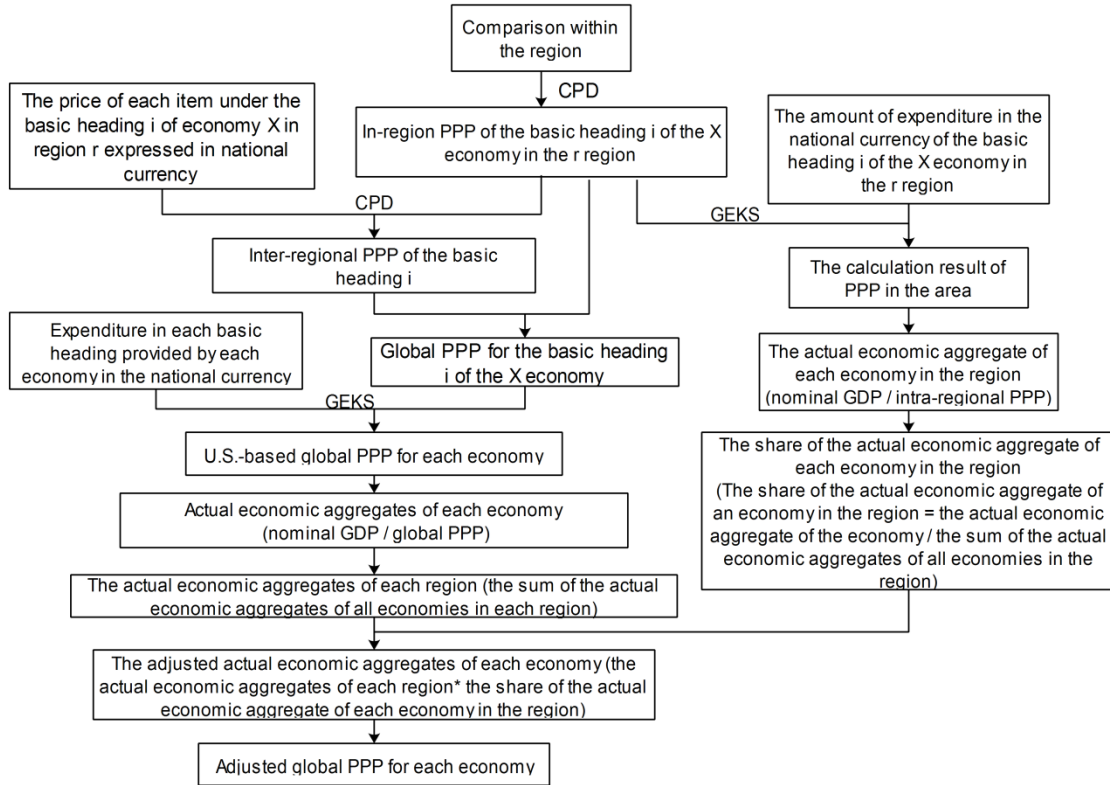 Comparison within
the region
CPD
The price of each item under the
basic heading i of economy X in
region r expressed in national
currency
In-region PPP of the basic heading i of the X
economy in the r region
The amount of expenditure in the
national currency of the basic
heading i of the X economy in
the r region
CPD
GEKS
Inter-regional PPP of the basic
heading i
The calculation result of
PPP in the area
Expenditure in each basic
heading provided by each
economy in the national currency
Global PPP for the basic heading
i of the X economy
The actual economic aggregate of
each economy in the region
(nominal GDP / intra-regional PPP)
GEKS
U.S.-based global PPP for each economy
The share of the actual economic aggregate of
each economy in the region
(The share of the actual economic aggregate of
an economy in the region = the actual economic
aggregate of the economy / the sum of the actual
economic aggregates of all economies in the
region)
Actual economic aggregates of each economy
(nominal GDP / global PPP)
The actual economic aggregates of each region (the sum of the actual
economic aggregates of all economies in each region)
The adjusted actual economic aggregates of each economy (the
actual economic aggregates of each region* the share of the actual
economic aggregate of each economy in the region)
Adjusted global PPP for each economy